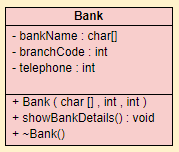 Bank
- bankName : char[]
- branchCode : int
- telephone : int
+ Bank ( char [] , int , int )
+ showBankDetails() : void
+ ~Bank()